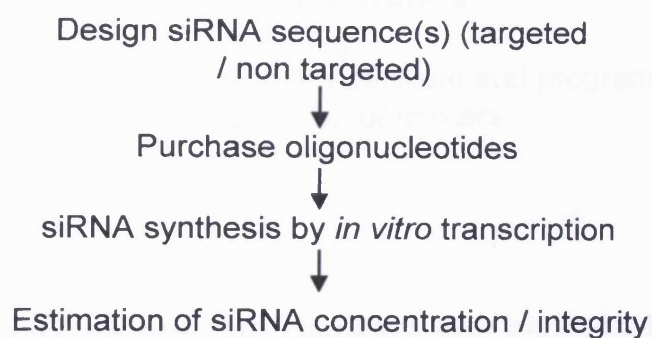 Design siRNA sequence(s) (targeted
/ non targeted)
Purchase oligonucleotides
siRNA synthesis by in vitro transcription
Estimation of siRNA concentration / integrity